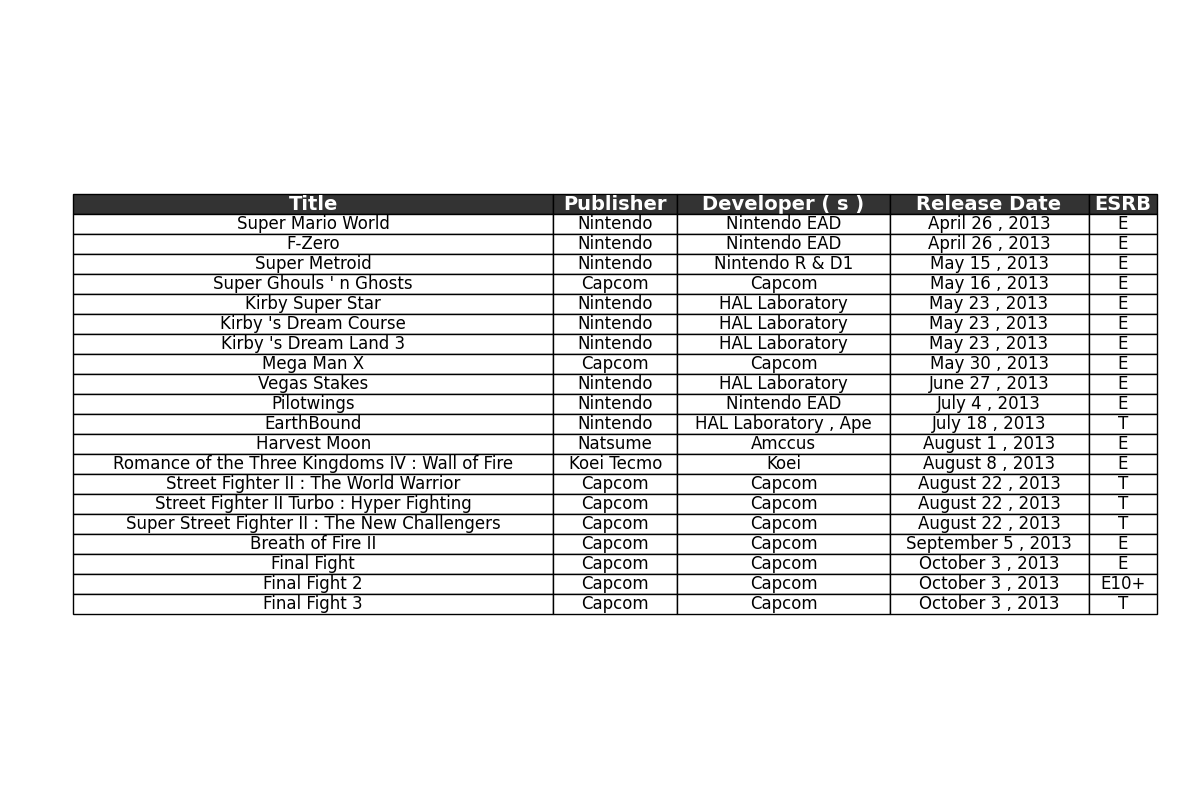 Title Publisher Developer ( s ) Release Date ESRB
Super Mario World Nintendo Nintendo EAD April 26 , 2013 E
F-Zero Nintendo Nintendo EAD April 26 , 2013 E
Super Metroid Nintendo Nintendo R & D1 May 15 , 2013 E
Super Ghouls ' n Ghosts Capcom Capcom May 16 , 2013 E
Kirby Super Star Nintendo HAL Laboratory May 23 , 2013 E
Kirby 's Dream Course Nintendo HAL Laboratory May 23 , 2013 E
Kirby 's Dream Land 3 Nintendo HAL Laboratory May 23 , 2013 E
Mega Man X Capcom Capcom May 30 , 2013 E
Vegas Stakes Nintendo HAL Laboratory June 27 , 2013 E
Pilotwings Nintendo Nintendo EAD July 4 , 2013 E
EarthBound Nintendo HAL Laboratory , Ape July 18 , 2013 T
Harvest Moon Natsume Amccus August 1 , 2013 E
Romance of the Three Kingdoms IV : Wall of Fire Koei Tecmo Koei August 8 , 2013 E
Street Fighter II : The World Warrior Capcom Capcom August 22 , 2013 T
Street Fighter II Turbo : Hyper Fighting Capcom Capcom August 22 , 2013 T
Super Street Fighter II : The New Challengers Capcom Capcom August 22 , 2013 T
Breath of Fire II Capcom Capcom September 5 , 2013 E
Final Fight Capcom Capcom October 3 , 2013 E
Final Fight 2 Capcom Capcom October 3 , 2013 E10+
Final Fight 3 Capcom Capcom October 3 , 2013 T